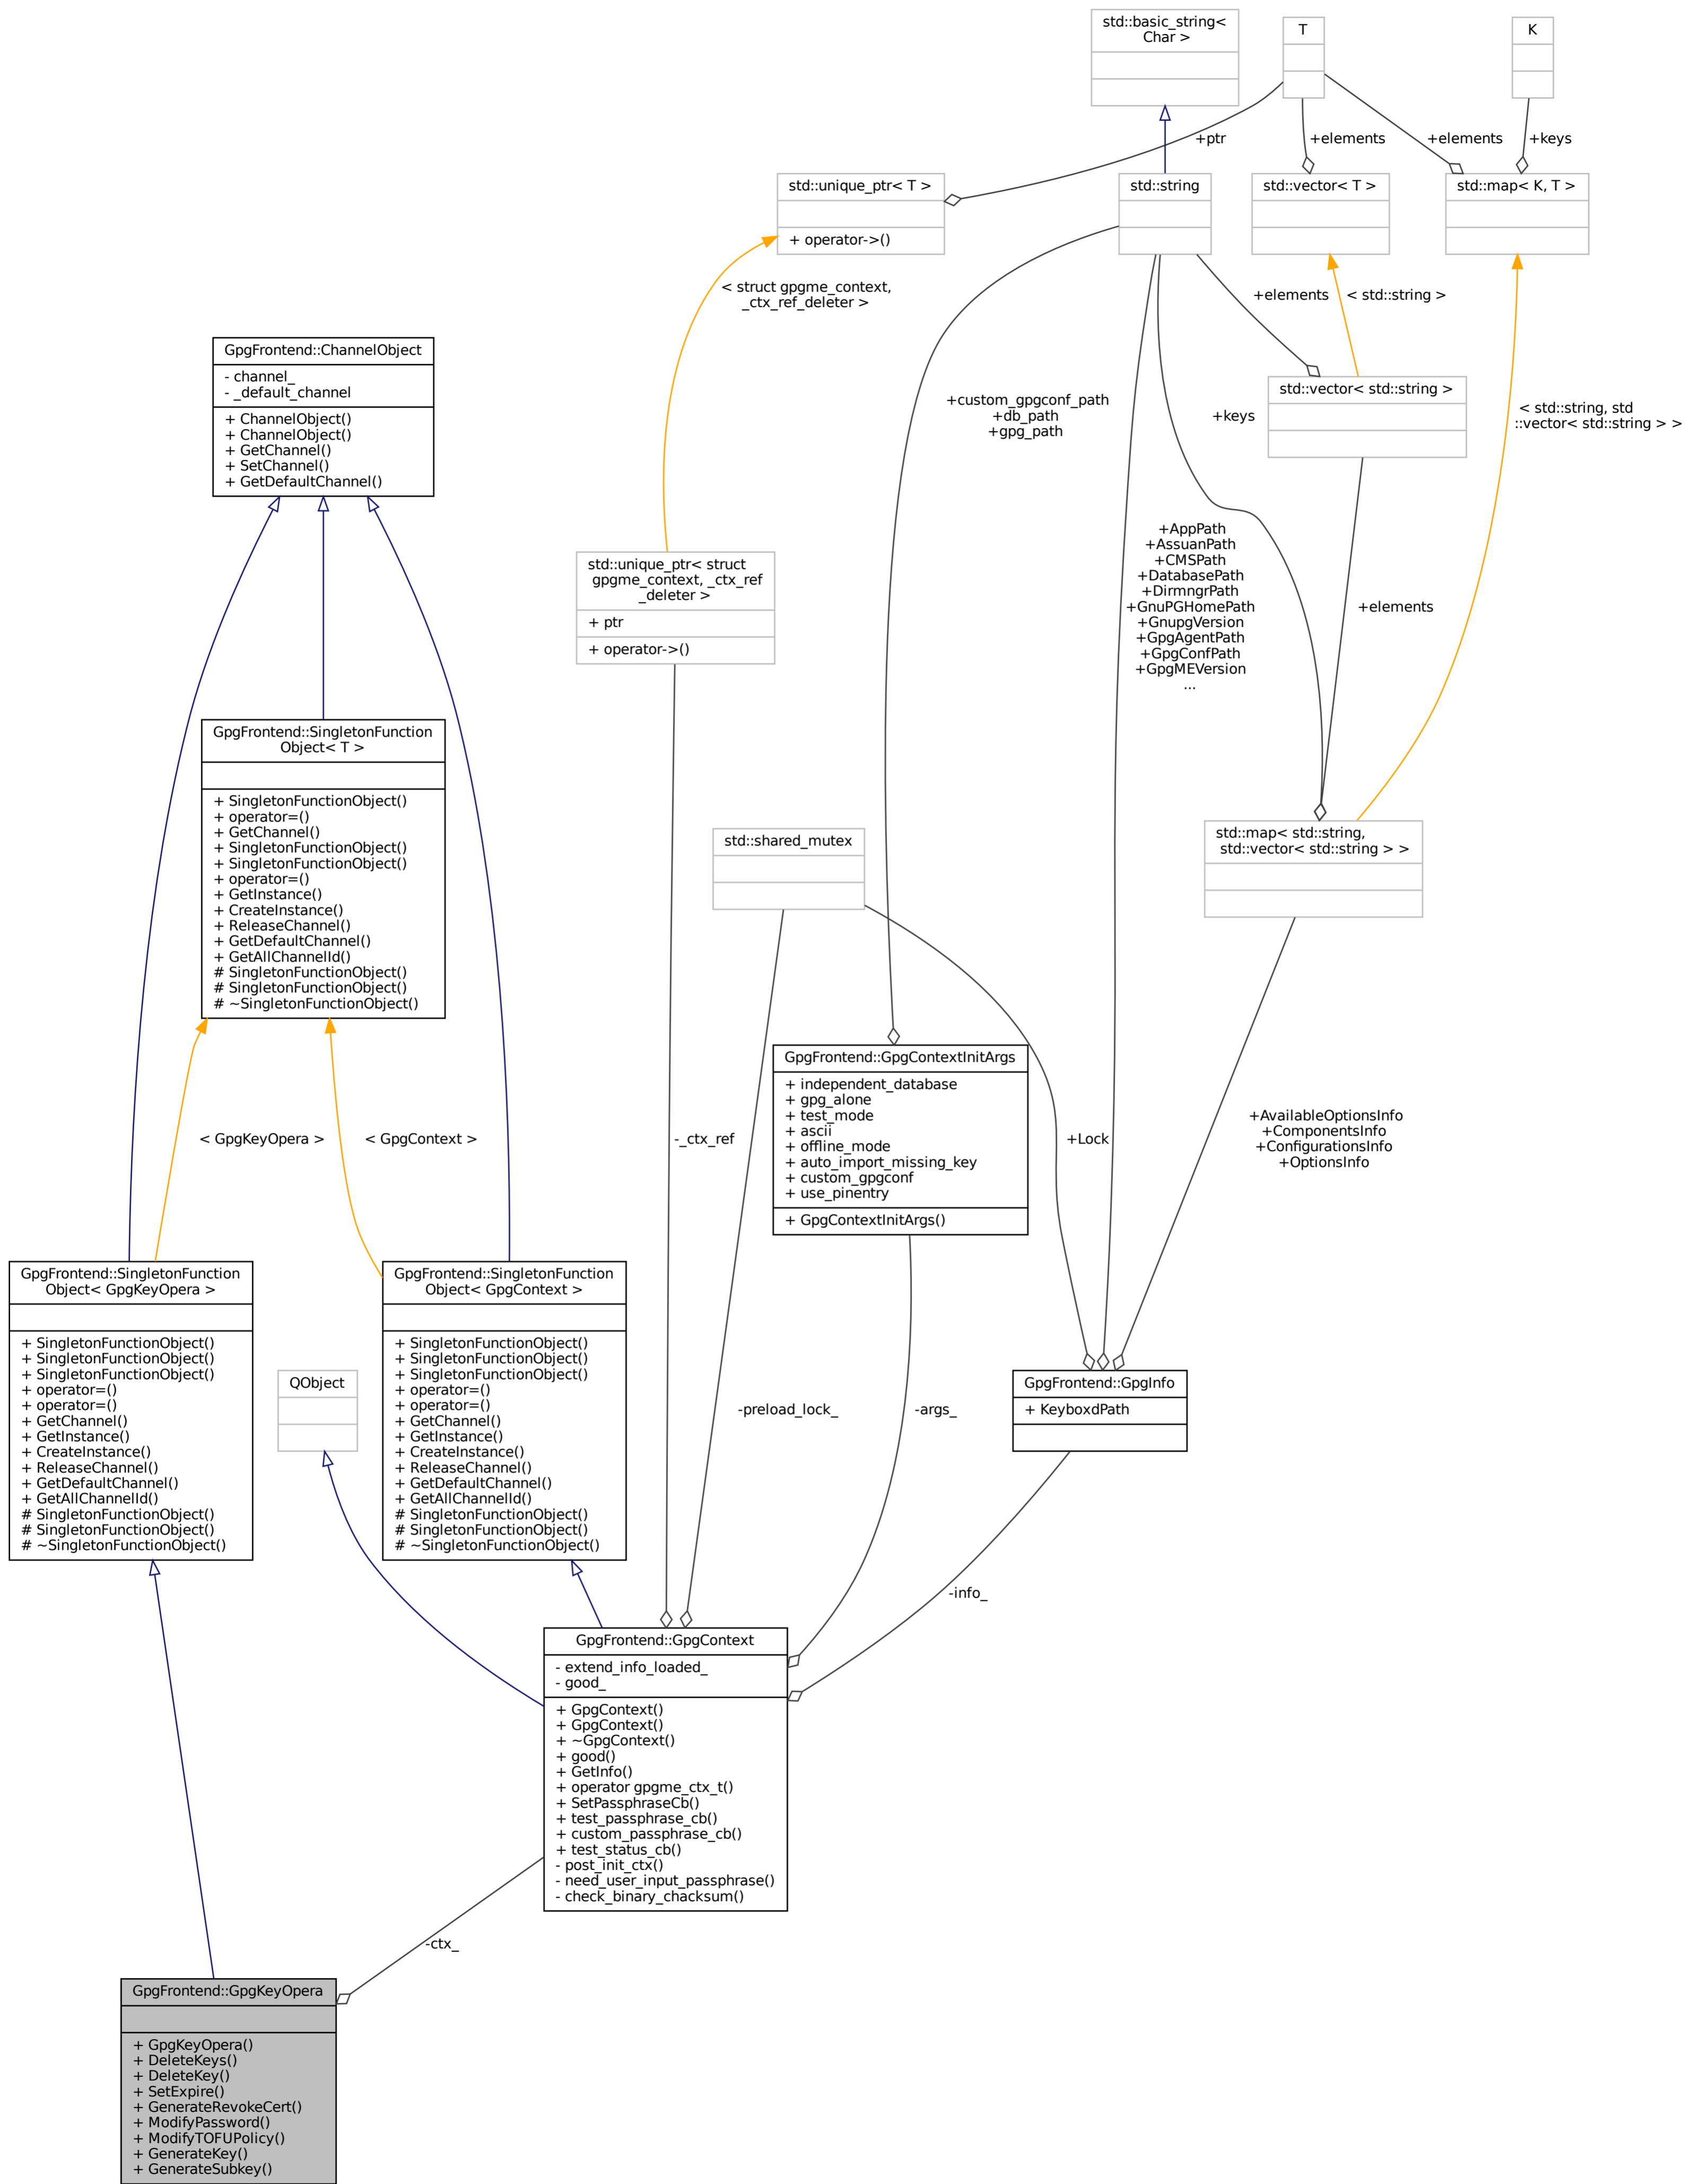 std::basic_string<
Char >
T
K
+ptr
+elements
+elements
+keys
std::unique_ptr< T >
+ operator->()
std::string
std::vector< T >
std::map< K, T >
< struct gpgme_context,
_ctx_ref_deleter >
+elements
< std::string >
GpgFrontend::ChannelObject
- channel_
- _default_channel
+ ChannelObject()
+ ChannelObject()
+ GetChannel()
+ SetChannel()
+ GetDefaultChannel()
+custom_gpgconf_path
+db_path
+gpg_path
+keys
std::vector< std::string >
< std::string, std
::vector< std::string > >
std::unique_ptr< struct
gpgme_context, _ctx_ref
_deleter >
+ ptr
+ operator->()
+AppPath
+AssuanPath
+CMSPath
+DatabasePath
+DirmngrPath
+GnuPGHomePath
+GnupgVersion
+GpgAgentPath
+GpgConfPath
+GpgMEVersion
...
+elements
GpgFrontend::SingletonFunction
Object< T >
+ SingletonFunctionObject()
+ operator=()
+ GetChannel()
+ SingletonFunctionObject()
+ SingletonFunctionObject()
+ operator=()
+ GetInstance()
+ CreateInstance()
+ ReleaseChannel()
+ GetDefaultChannel()
+ GetAllChannelId()
# SingletonFunctionObject()
# SingletonFunctionObject()
# ~SingletonFunctionObject()
std::shared_mutex
std::map< std::string,
std::vector< std::string > >
< GpgKeyOpera >
< GpgContext >
-_ctx_ref
GpgFrontend::GpgContextInitArgs
+ independent_database
+ gpg_alone
+ test_mode
+ ascii
+ offline_mode
+ auto_import_missing_key
+ custom_gpgconf
+ use_pinentry
+ GpgContextInitArgs()
+Lock
+AvailableOptionsInfo
+ComponentsInfo
+ConfigurationsInfo
+OptionsInfo
GpgFrontend::SingletonFunction
Object< GpgKeyOpera >
+ SingletonFunctionObject()
+ SingletonFunctionObject()
+ SingletonFunctionObject()
+ operator=()
+ operator=()
+ GetChannel()
+ GetInstance()
+ CreateInstance()
+ ReleaseChannel()
+ GetDefaultChannel()
+ GetAllChannelId()
# SingletonFunctionObject()
# SingletonFunctionObject()
# ~SingletonFunctionObject()
QObject
GpgFrontend::SingletonFunction
Object< GpgContext >
+ SingletonFunctionObject()
+ SingletonFunctionObject()
+ SingletonFunctionObject()
+ operator=()
+ operator=()
+ GetChannel()
+ GetInstance()
+ CreateInstance()
+ ReleaseChannel()
+ GetDefaultChannel()
+ GetAllChannelId()
# SingletonFunctionObject()
# SingletonFunctionObject()
# ~SingletonFunctionObject()
-preload_lock_
-args_
GpgFrontend::GpgInfo
+ KeyboxdPath
-info_
GpgFrontend::GpgContext
- extend_info_loaded_
- good_
+ GpgContext()
+ GpgContext()
+ ~GpgContext()
+ good()
+ GetInfo()
+ operator gpgme_ctx_t()
+ SetPassphraseCb()
+ test_passphrase_cb()
+ custom_passphrase_cb()
+ test_status_cb()
- post_init_ctx()
- need_user_input_passphrase()
- check_binary_chacksum()
-ctx_
GpgFrontend::GpgKeyOpera
+ GpgKeyOpera()
+ DeleteKeys()
+ DeleteKey()
+ SetExpire()
+ GenerateRevokeCert()
+ ModifyPassword()
+ ModifyTOFUPolicy()
+ GenerateKey()
+ GenerateSubkey()